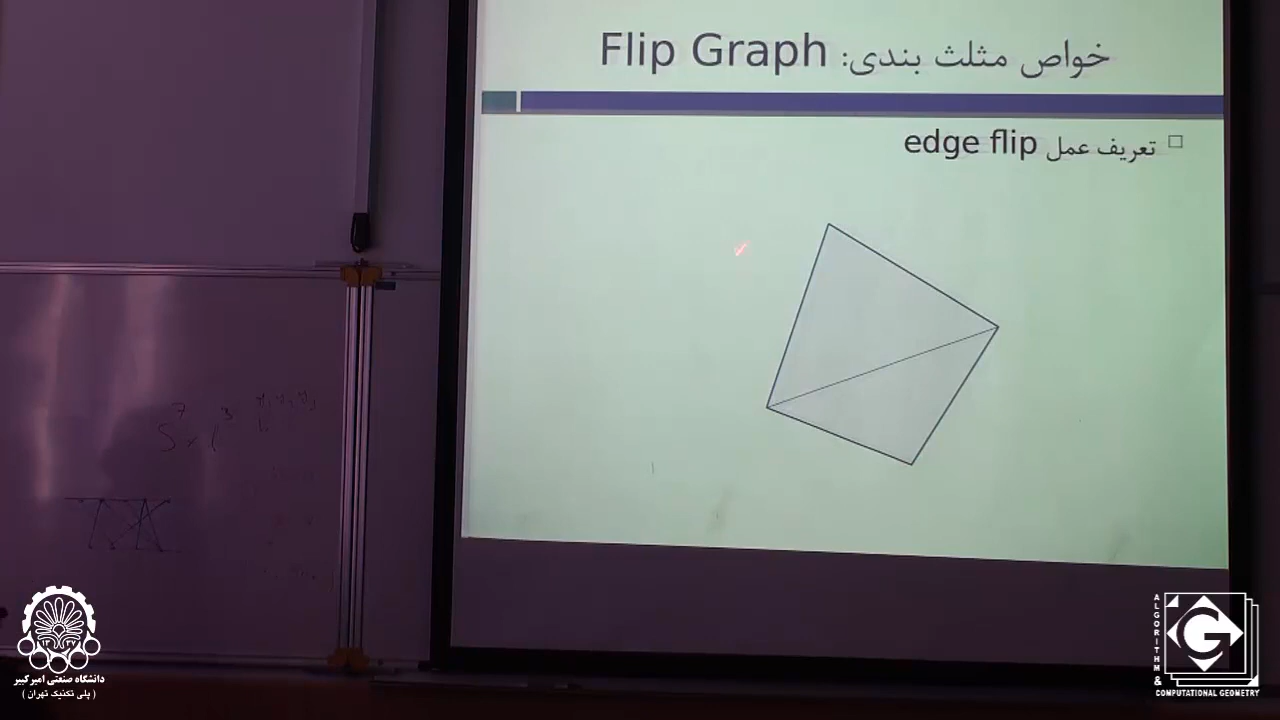 خواص مثلث بندی: Flip Graph
تعریف عمل edge flip
دانشگاه صنعتی امیرکبیر
( پلی تکنیک تهران )
ALGORITHM &
COMPUTATIONAL GEOMETRY
G